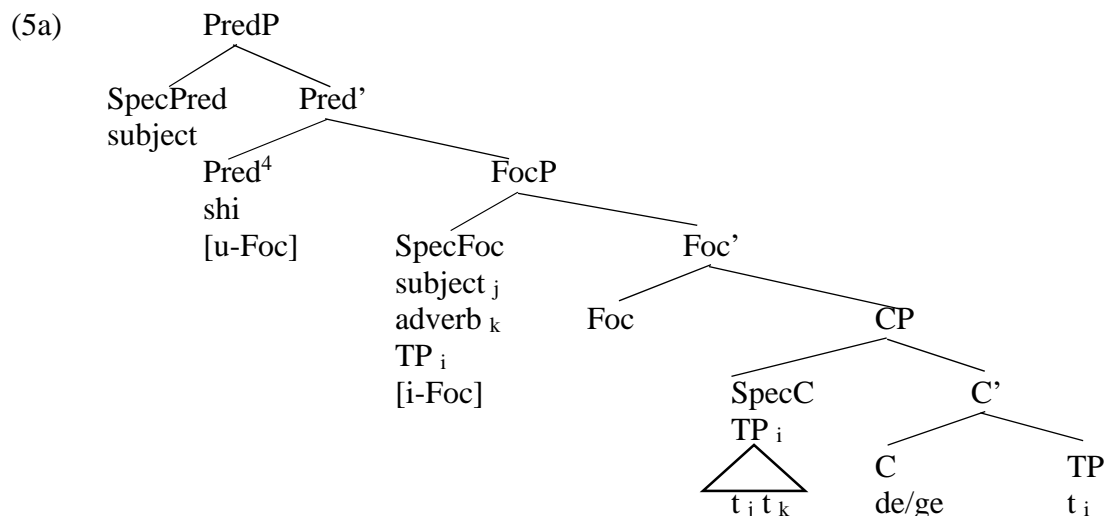 (5a) PredP
SpecPred Pred’
subject
Pred⁴ FocP
shi
[u-Foc] SpecFoc Foc’
subject j
adverb k Foc CP
TP i
[i-Foc] SpecC C’
TP i
C TP
t j t k de/ge t i